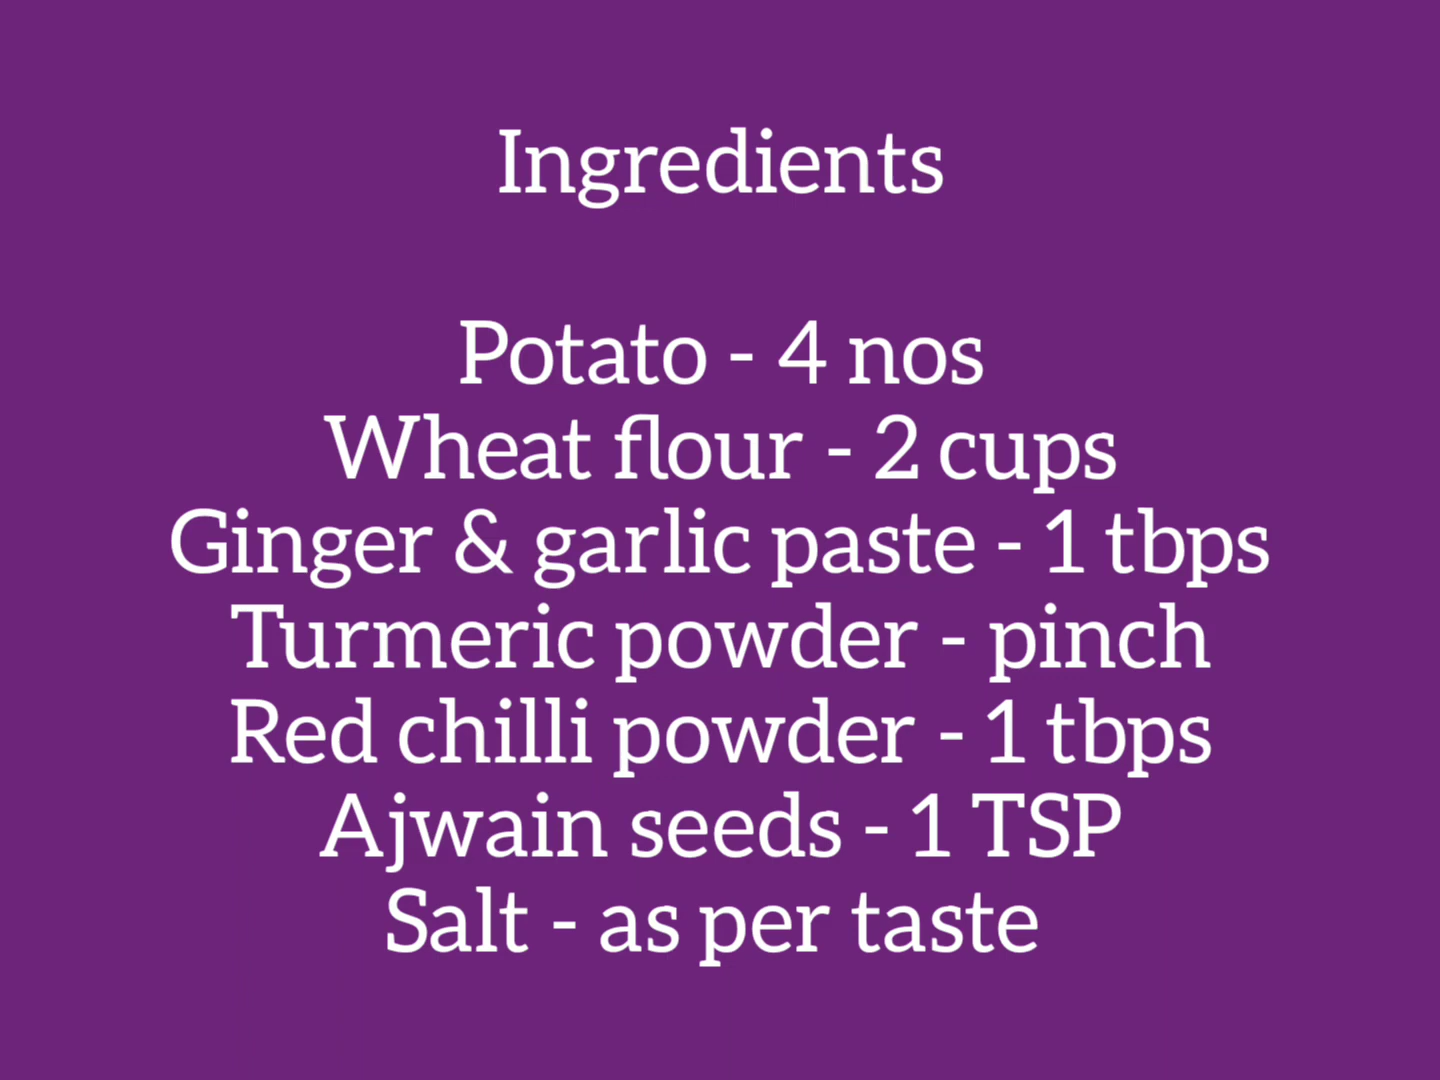 Ingredients
Potato - 4 nos
Wheat flour - 2 cups
Ginger & garlic paste - 1 tbps
Turmeric powder - pinch
Red chilli powder - 1 tbps
Ajwain seeds - 1 TSP
Salt - as per taste